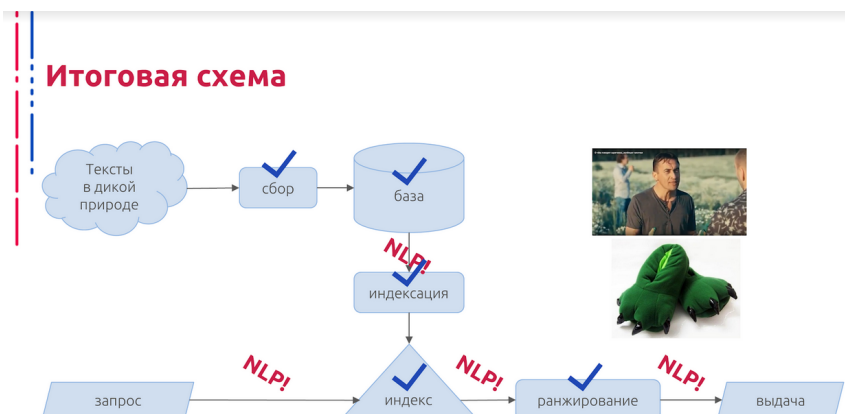 Итоговая схема
Тексты
в дикой
природе
сбор
база
NLP!
индексация
NLP!
NLP!
NLP!
запрос
индекс
ранжирование
выдача